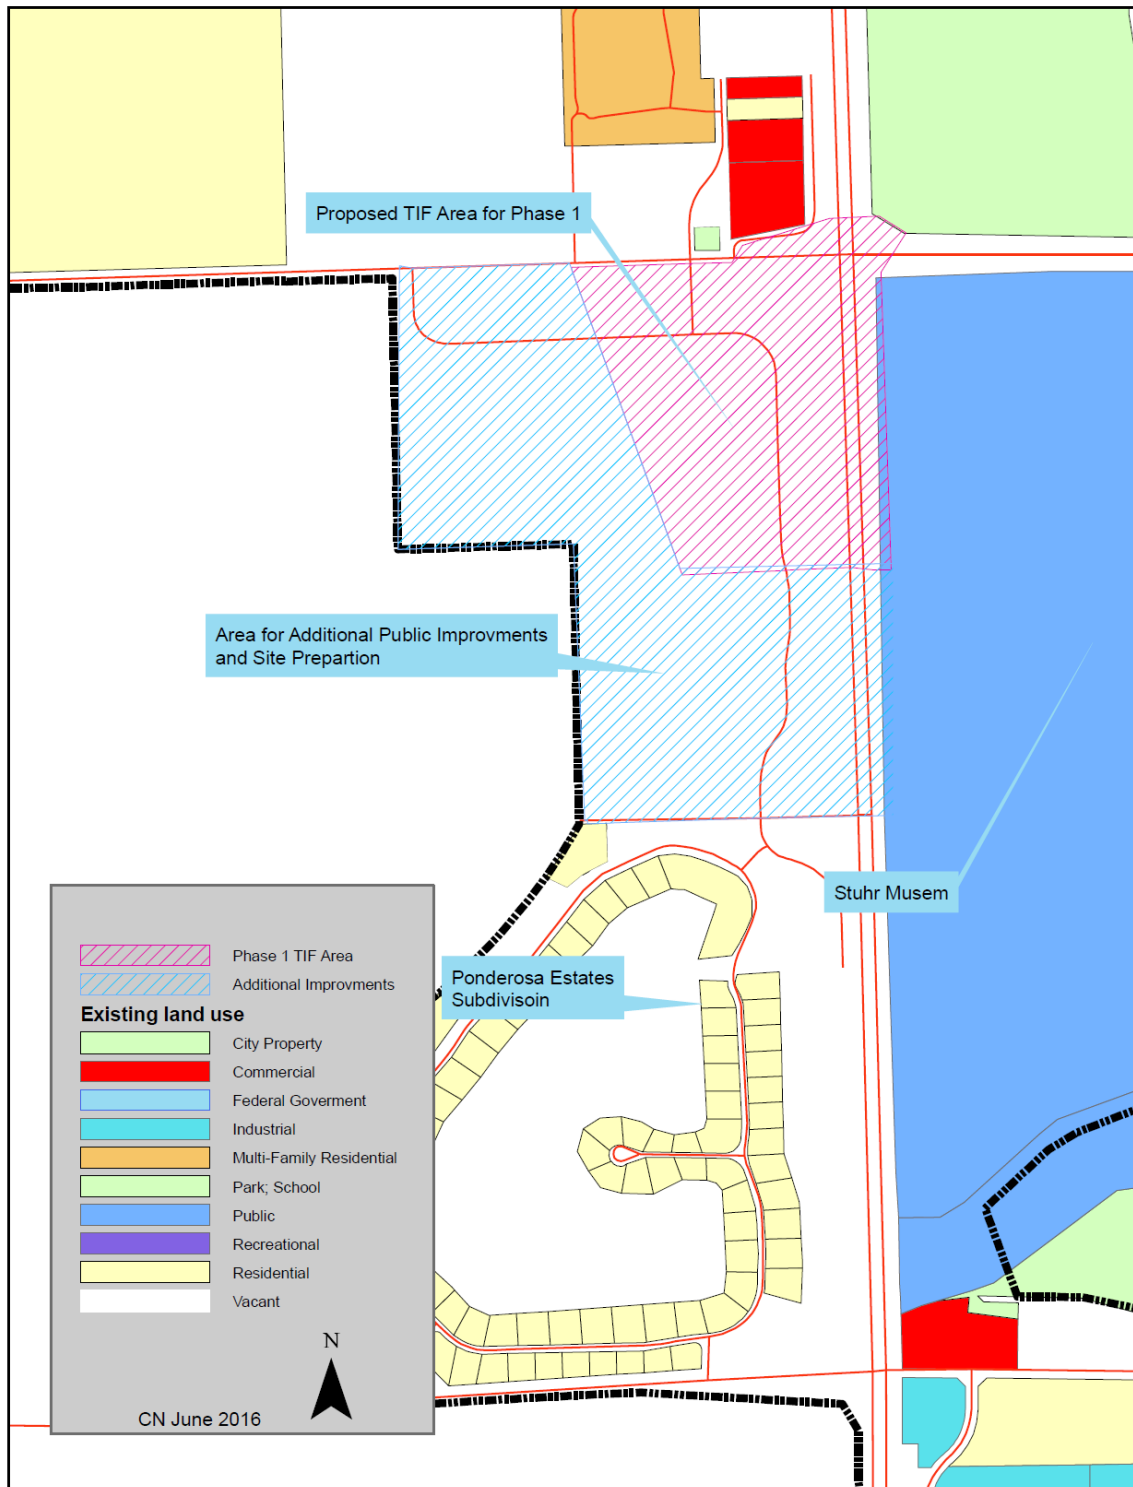 Proposed TIF Area for Phase 1
Area for Additional Public Improvments
and Site Prepartion
Stuhr Musem
Ponderosa Estates
Subdivisoin
Phase 1 TIF Area
Additional Improvments
Existing land use
City Property
Commercial
Federal Goverment
Industrial
Multi-Family Residential
Park; School
Public
Recreational
Residential
Vacant
N
CN June 2016